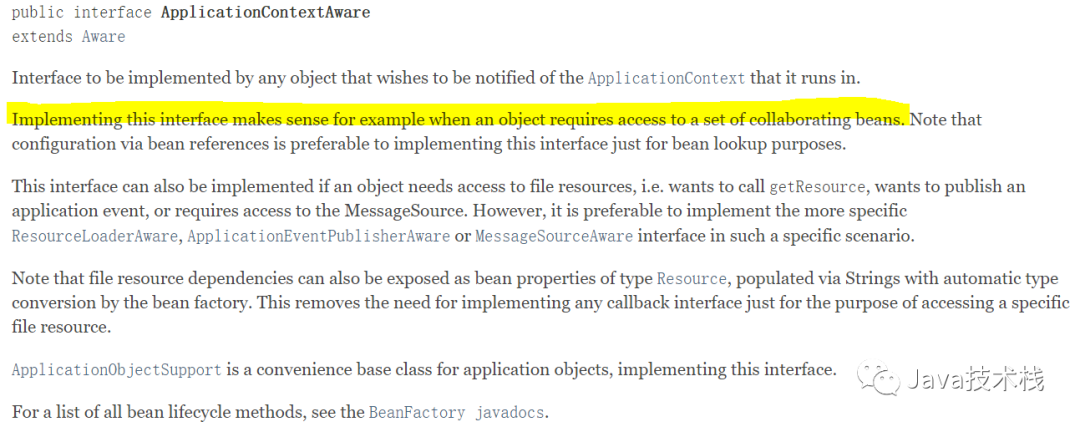 public interface ApplicationContextAware
extends Aware
Interface to be implemented by any object that wishes to be notified of the ApplicationContext that it runs in.
Implementing this interface makes sense for example when an object requires access to a set of collaborating beans. Note that
configuration via bean references is preferable to implementing this interface just for bean lookup purposes.
This interface can also be implemented if an object needs access to file resources, i.e. wants to call getResource, wants to publish an
application event, or requires access to the MessageSource. However, it is preferable to implement the more specific
ResourceLoaderAware, ApplicationEventPublisherAware or MessageSourceAware interface in such a specific scenario.
Note that file resource dependencies can also be exposed as bean properties of type Resource, populated via Strings with automatic type
conversion by the bean factory. This removes the need for implementing any callback interface just for the purpose of accessing a specific
file resource.
ApplicationObjectSupport is a convenience base class for application objects, implementing this interface.
Java技术栈
For a list of all bean lifecycle methods, see the BeanFactory javadocs.